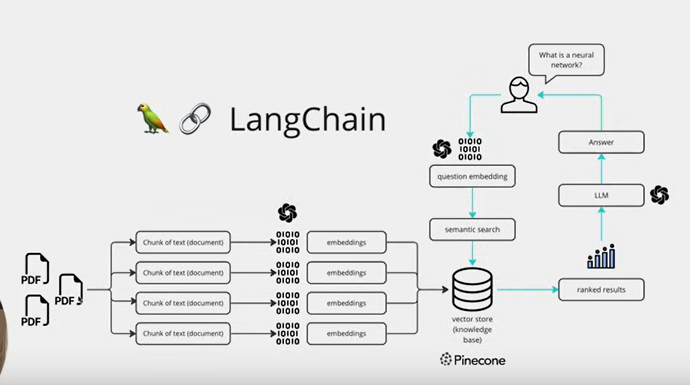 What is a neural
network?
LangChain
01010
10101
01010
Answer
question embedding
LLM
semantic search
01010
10101
01010
Chunk of text (document)
embeddings
PDF
01010
10101
01010
Chunk of text (document)
embeddings
PDF
ranked results
PDF
01010
10101
01010
Chunk of text (document)
embeddings
vector store
(knowledge
base)
01010
10101
01010
Chunk of text (document)
embeddings
Pinecone